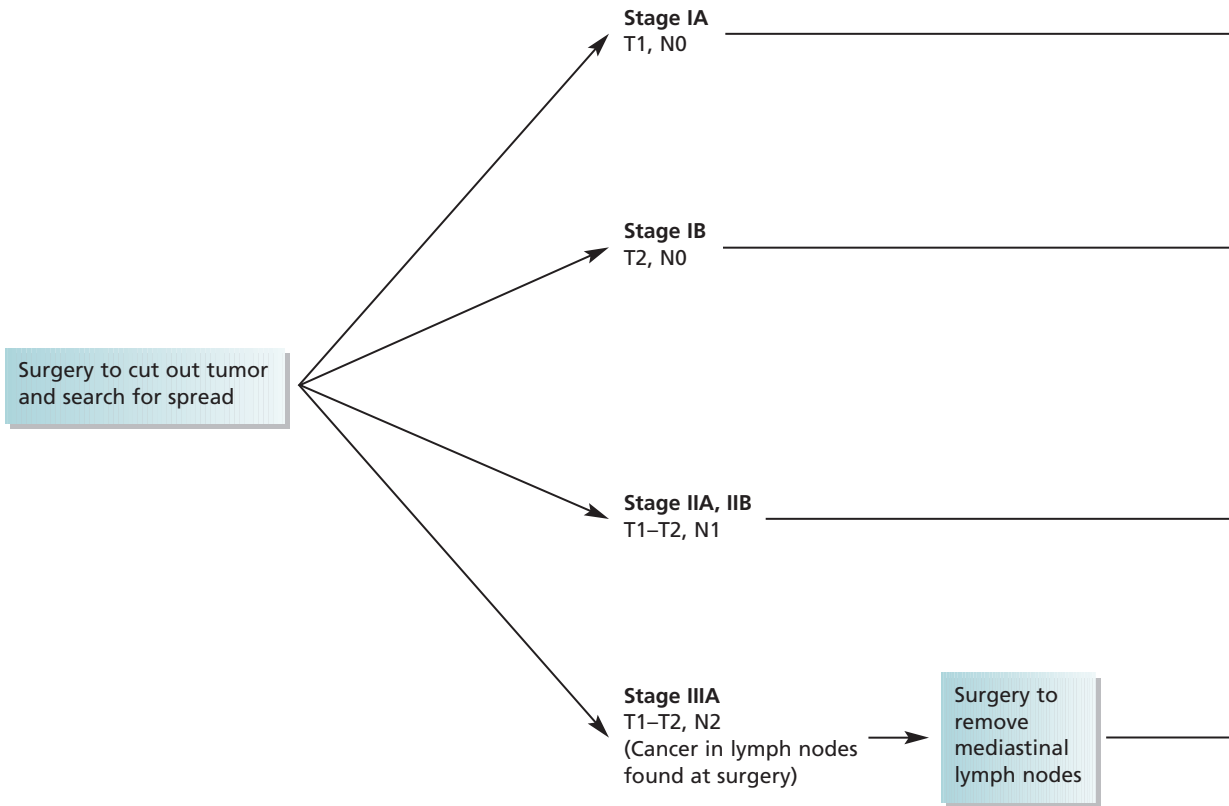 Stage IA
T1, N0
Stage IB
T2, N0
Surgery to cut out tumor
and search for spread
Stage IIA, IIB
T1–T2, N1
Stage IIIA
T1–T2, N2
(Cancer in lymph nodes
found at surgery)
Surgery to
remove
mediastinal
lymph nodes